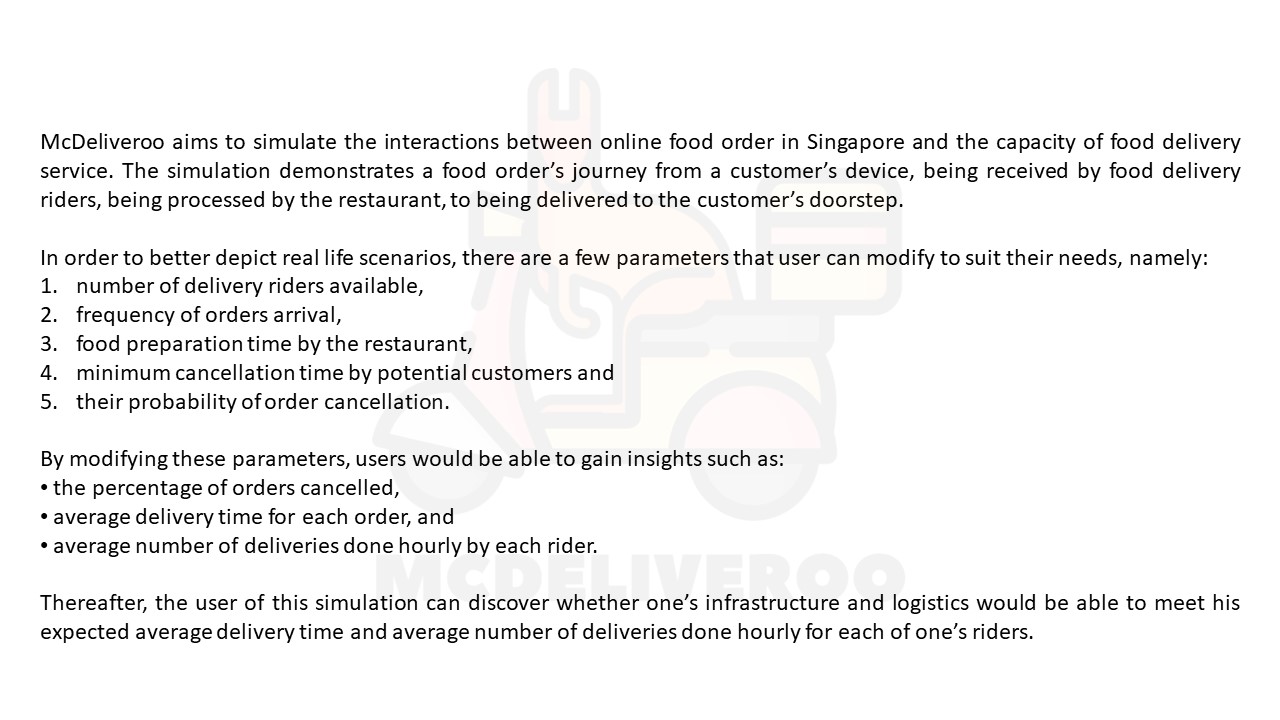 McDeliveroo aims to simulate the interactions between online food order in Singapore and the capacity of food delivery
service. The simulation demonstrates a food order’s journey from a customer’s device, being received by food delivery
riders, being processed by the restaurant, to being delivered to the customer’s doorstep.
In order to better depict real life scenarios, there are a few parameters that user can modify to suit their needs, namely:
1. number of delivery riders available,
2. frequency of orders arrival,
3. food preparation time by the restaurant,
4. minimum cancellation time by potential customers and
5. their probability of order cancellation.
By modifying these parameters, users would be able to gain insights such as:
• the percentage of orders cancelled,
• average delivery time for each order, and
• average number of deliveries done hourly by each rider.
MCDELIVEROO
Thereafter, the user of this simulation can discover whether one’s infrastructure and logistics would be able to meet his
expected average delivery time and average number of deliveries done hourly for each of one’s riders.